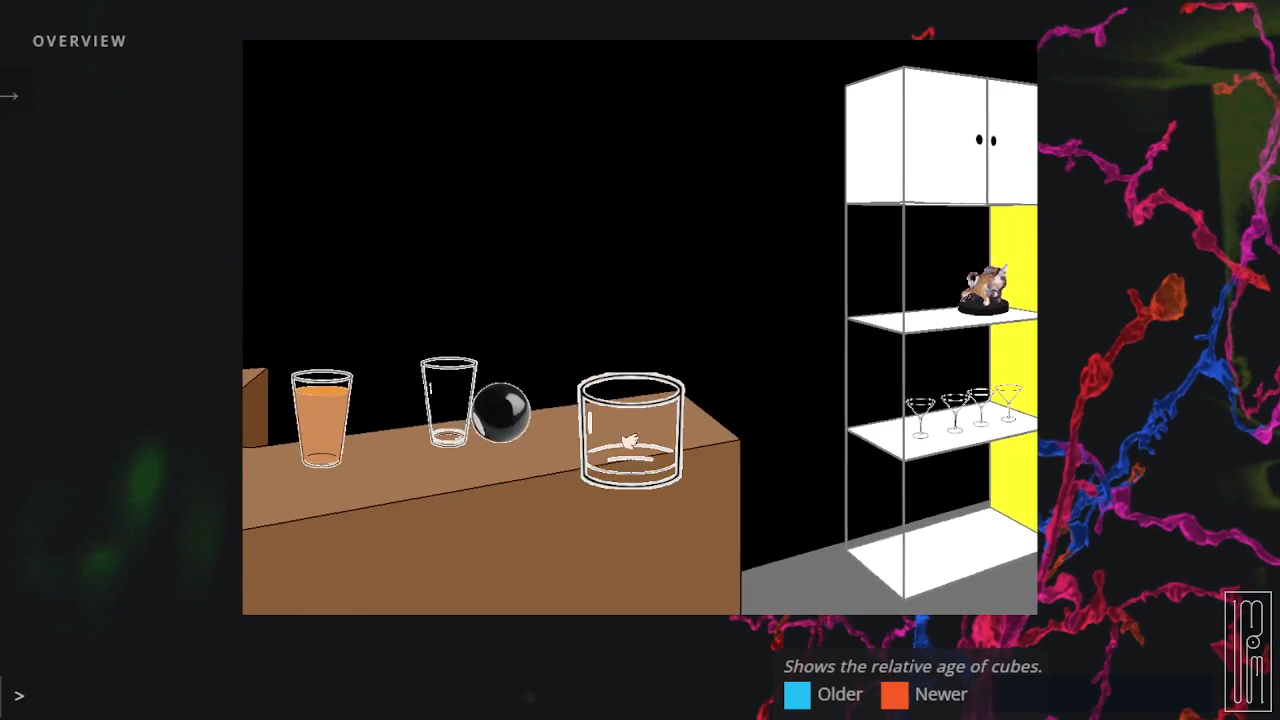 OVERVIEW
→
>
Shows the relative age of cubes.
Older Newer